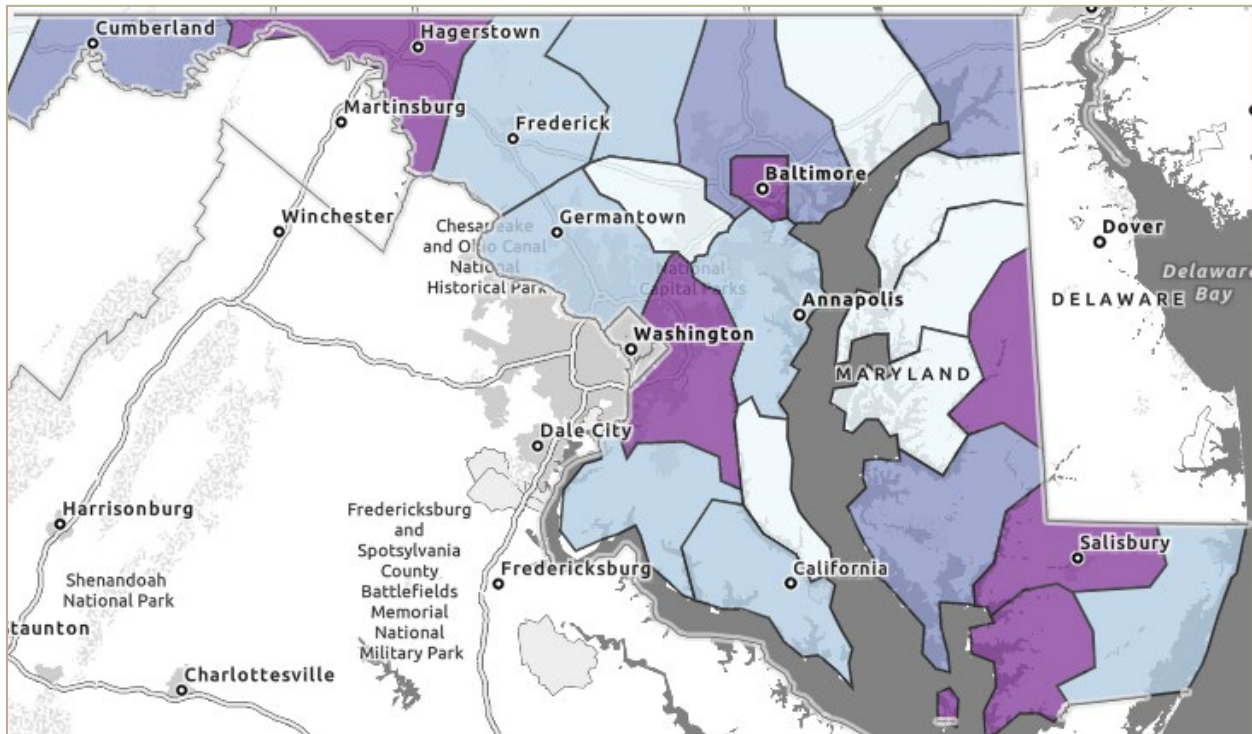 Cumberland
Hagerstown
Martinsburg
Frederick
Baltimore
Winchester
Germantown
Chesapeake
and Ohio Canal
National
Historical Park
National
Capital Parks
Dover
Delaware
Bay
DELAWARE
Annapolis
Washington
MARYLAND
Dale City
Harrisonburg
Fredericksburg
and
Spotsylvania
County
Battlefields
Memorial
National
Military Park
Salisbury
Fredericksburg
California
Shenandoah
National Park
taunton
Charlottesville